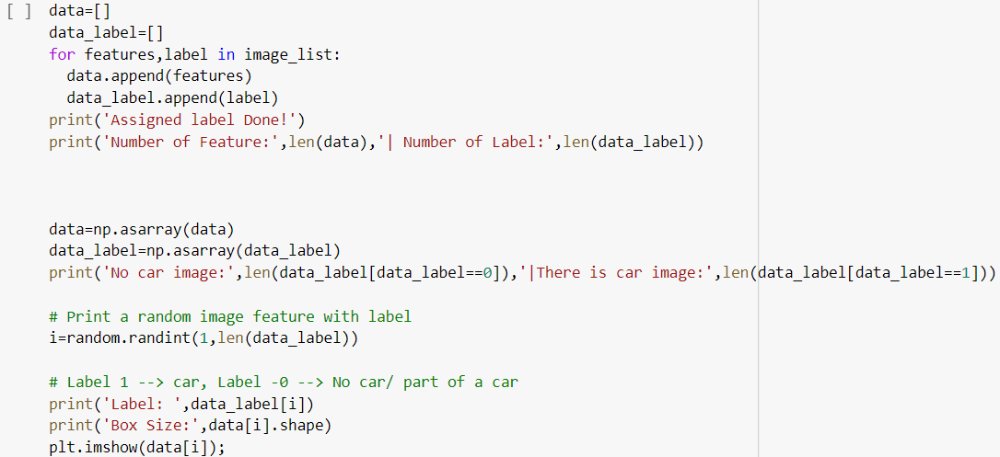 [ ] data=[]
data_label=[]
for features,label in image_list:
  data.append(features)
  data_label.append(label)
print('Assigned label Done!')
print('Number of Feature:',len(data),'| Number of Label:',len(data_label))
data=np.asarray(data)
data_label=np.asarray(data_label)
print('No car image:',len(data_label[data_label==0]),'|There is car image:',len(data_label[data_label==1]))
# Print a random image feature with label
i=random.randint(1,len(data_label))
# Label 1 --> car, Label -0 --> No car/ part of a car
print('Label: ',data_label[i])
print('Box Size:',data[i].shape)
plt.imshow(data[i]);